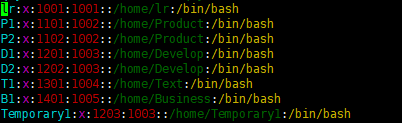 lr:x:1001:1001::/home/lr:/bin/bash
P1:x:1101:1002::/home/Product:/bin/bash
P2:x:1102:1002::/home/Product:/bin/bash
D1:x:1201:1003::/home/Develop:/bin/bash
D2:x:1202:1003::/home/Develop:/bin/bash
T1:x:1301:1004::/home/Text:/bin/bash
B1:x:1401:1005::/home/Business:/bin/bash
Temporary1:x:1203:1003::/home/Temporary1:/bin/bash